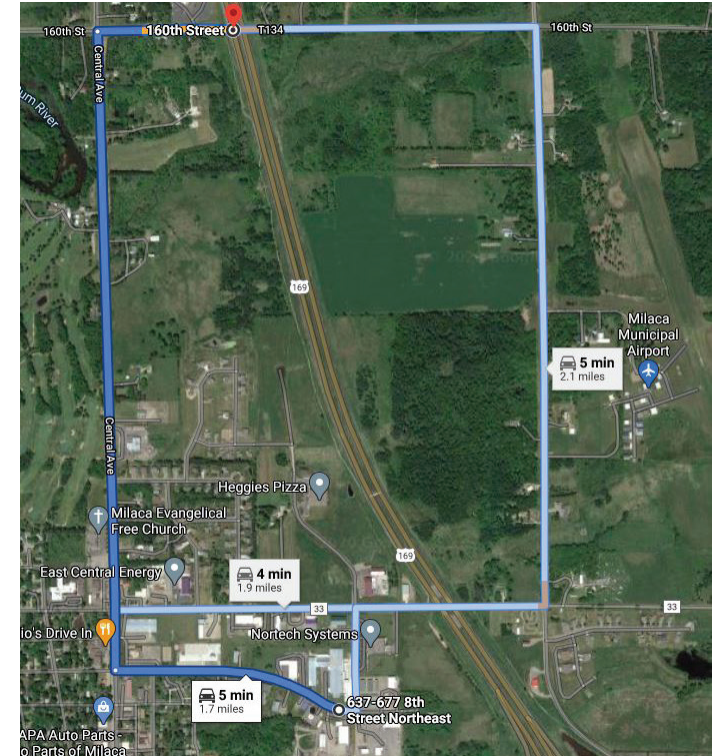 160th St
160th Street
T134
160th St
Central Ave
um River
169
Milaca
Municipal
Airport
5 min
2.1 miles
Central Ave
Heggies Pizza
Milaca Evangelical
Free Church
169
East Central Energy
4 min
1.9 miles
33
33
io's Drive In
Nortech Systems
5 min
1.7 miles
637-677 8th
Street Northeast
APA Auto Parts -
o Parts of Milaca